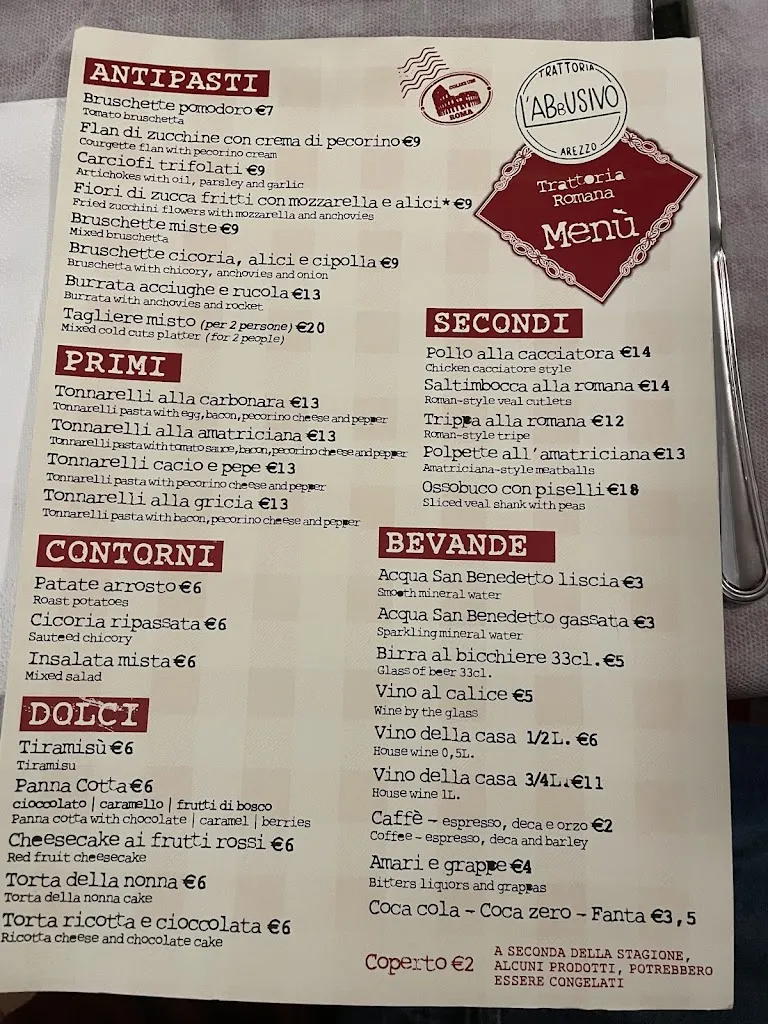 ANTIPASTI
Bruschette pomodoro €7
Tomato bruschetta
Flan di zucchine con crema di pecorino €9
Courgette flan with pecorino cream
Carciofi trifolati €9
Artichokes with oil, parsley and garlic
Fiori di zucca fritti con mozzarella e alici* €9
Fried zucchini flowers with mozzarella and anchovies
Bruschette miste €9
Mixed bruschetta
Bruschette cicoria, alici e cipolla €9
Bruschetta with chicory, anchovies and onion
Burrata acciughe e rucola €13
Burrata with anchovies and rocket
Tagliere misto (per 2 persone) €20
Mixed cold cuts platter (for 2 people)
PRIMI
Tonnarelli alla carbonara €13
Tonnarelli pasta with egg, bacon, pecorino cheese and pepper
Tonnarelli alla amatriciana €13
Tonnarelli pasta with tomato sauce, bacon, pecorino cheese and pepper
Tonnarelli cacio e pepe €13
Tonnarelli pasta with pecorino cheese and pepper
Tonnarelli alla gricia €13
Tonnarelli pasta with bacon, pecorino cheese and pepper
CONTORNI
Patate arrosto €6
Roast potatoes
Cicoria ripassata €6
Sauteed chicory
Insalata mista €6
Mixed salad
DOLCI
Tiramisù €6
Tiramisu
Panna Cotta €6
cioccolato | caramello | frutti di bosco
Panna cotta with chocolate | caramel | berries
Cheesecake ai frutti rossi €6
Red fruit cheesecake
Torta della nonna €6
Torta della nonna cake
Torta ricotta e cioccolata €6
Ricotta cheese and chocolate cake
ROMA
TRATTORIA
L'ABeUSIVO
AREZZO
Trattoria
Romana
Menù
SECONDI
Pollo alla cacciatora €14
Chicken cacciatore style
Saltimbocca alla romana €14
Roman-style veal cutlets
Trippa alla romana €12
Roman-style tripe
Polpette all'amatriciana €13
Amatriciana-style meatballs
Ossobuco con piselli €18
Sliced veal shank with peas
BEVANDE
Acqua San Benedetto liscia €3
Smooth mineral water
Acqua San Benedetto gassata €3
Sparkling mineral water
Birra al bicchiere 33cl. €5
Glass of beer 33cl.
Vino al calice €5
Wine by the glass
Vino della casa 1/2 L. €6
House wine 0,5L.
Vino della casa 3/4L. €11
House wine 1L.
Caffè - espresso, deca e orzo €2
Coffee - espresso, deca and barley
Amari e grappe €4
Bitters liquors and grappas
Coca cola - Coca zero - Fanta €3,5
Coperto €2
A SECONDA DELLA STAGIONE,
ALCUNI PRODOTTI, POTREBBERO
ESSERE CONGELATI